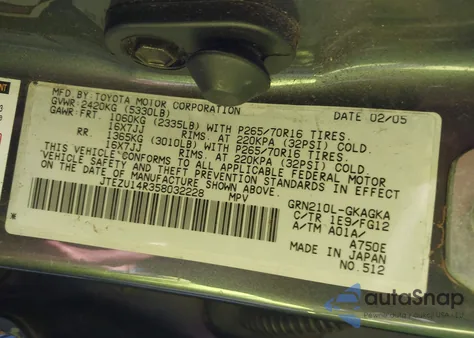 MFD.BY:TOYOTA MOTOR CORPORATION DATE 02/05
GVWR:2420KG (5330LB)
GAWR:FRT. 1060KG (2335LB) WITH P265/70R16 TIRES.
16X7JJ RIMS. AT 220KPA (32PSI) COLD.
RR. 1365KG (3010LB) WITH P265/70R16 TIRES.
16X7JJ RIMS. AT 220KPA (32PSI) COLD.
THIS VEHICLE CONFORMS TO ALL APPLICABLE FEDERAL MOTOR
VEHICLE SAFETY AND THEFT PREVENTION STANDARDS IN EFFECT
ON THE DATE OF MANUFACTURE SHOWN ABOVE.
JTEZU14R358032228 MPV
GRN210L-GKAGKA
C/TR 1E9/FG12
A/TM A01A/
A750E
MADE IN JAPAN
NO.512
autoSnap